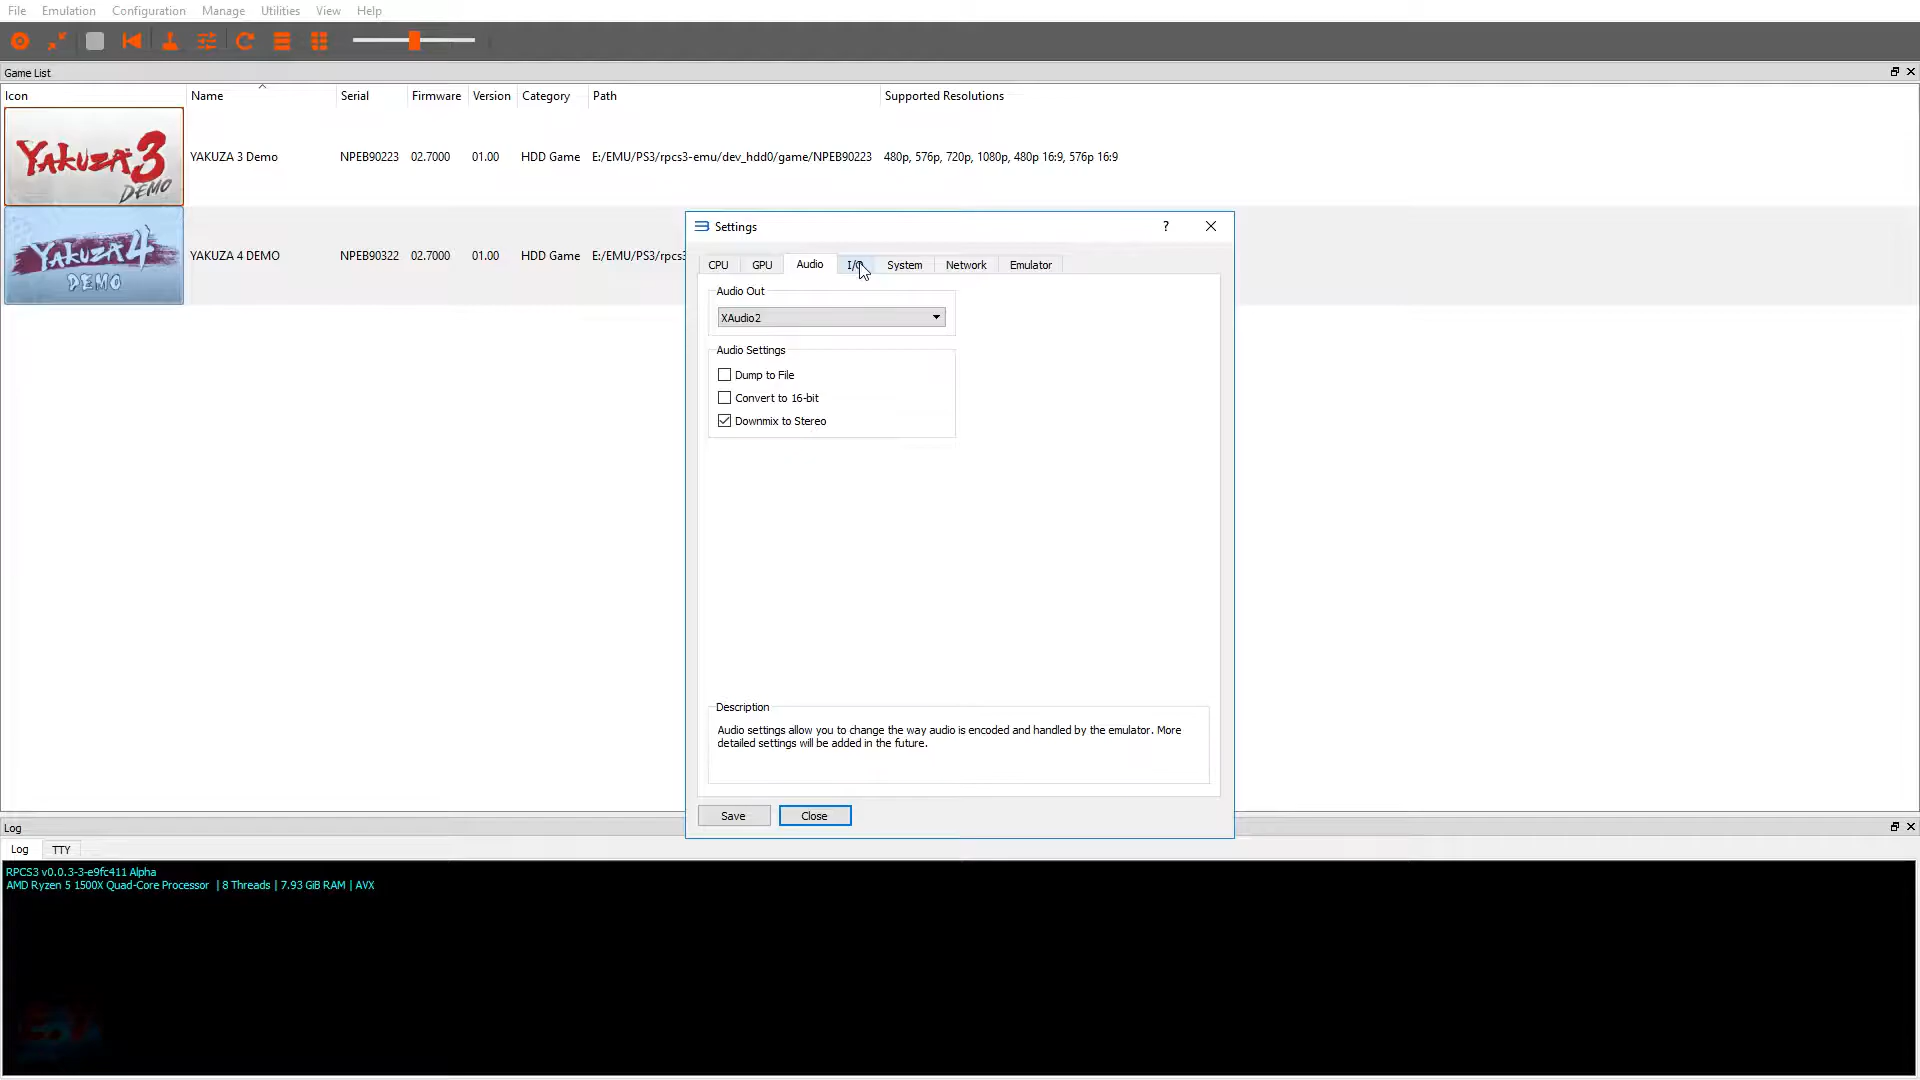 File Emulation Configuration Manage Utilities View Help
Game List
Icon Name Serial Firmware Version Category Path Supported Resolutions
YAKUZA 3 DEMO
YAKUZA 3 Demo NPEB90223 02.7000 01.00 HDD Game E:/EMU/PS3/rpcs3-emu/dev_hdd0/game/NPEB90223 480p, 576p, 720p, 1080p, 480p 16:9, 576p 16:9
YAKUZA 4 DEMO
YAKUZA 4 DEMO NPEB90322 02.7000 01.00 HDD Game E:/EMU/PS3/rpcs3
Settings ?
CPU GPU Audio I/O System Network Emulator
Audio Out
XAudio2
Audio Settings
Dump to File
Convert to 16-bit
Downmix to Stereo
Description
Audio settings allow you to change the way audio is encoded and handled by the emulator. More
detailed settings will be added in the future.
Save Close
Log
Log TTY
RPCS3 v0.0.3-3-e9fc411 Alpha
AMD Ryzen 5 1500X Quad-Core Processor | 8 Threads | 7.93 GiB RAM | AVX